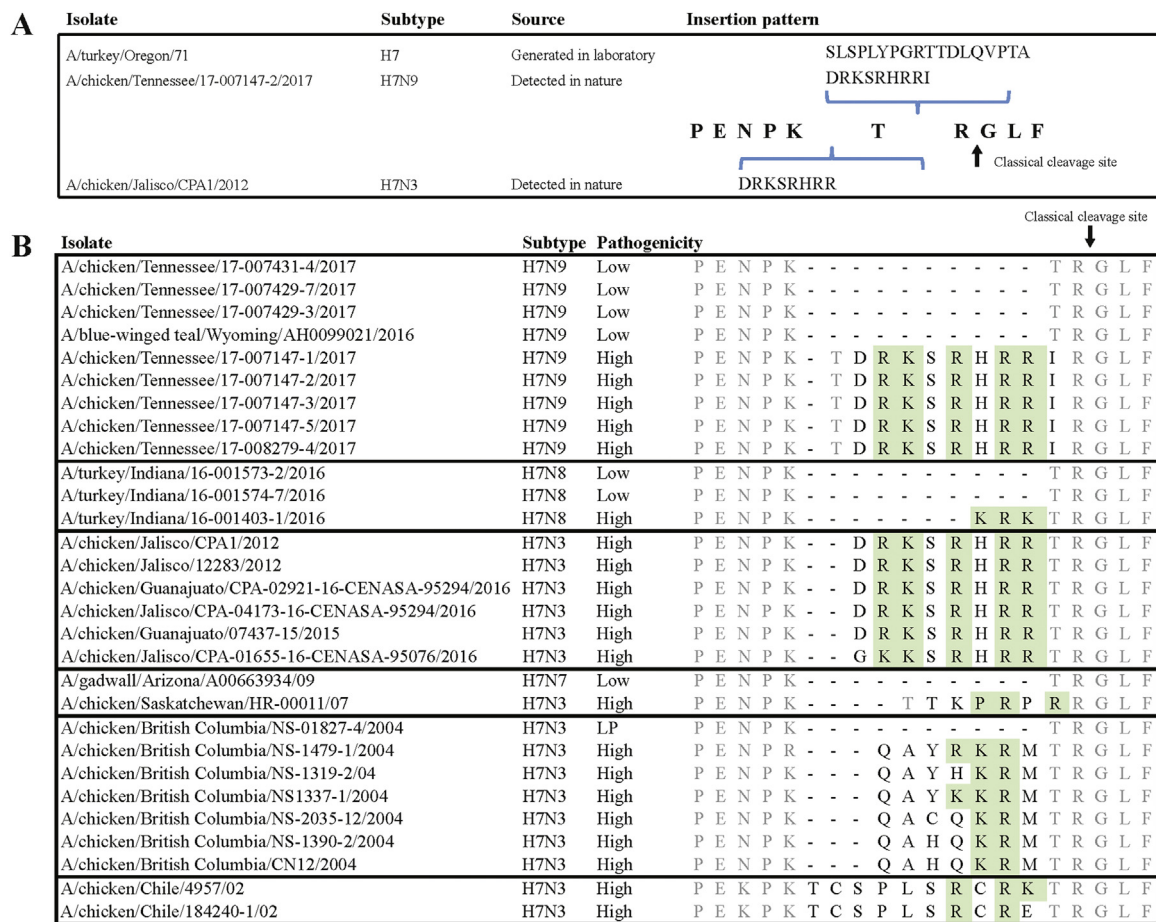 A
Isolate Subtype Source Insertion pattern
A/turkey/Oregon/71 H7 Generated in laboratory SLSPLYPGRTTDLQVPTA
A/chicken/Tennessee/17-007147-2/2017 H7N9 Detected in nature DRKSRHRRI
P E N P K T R G L F
Classical cleavage site
A/chicken/Jalisco/CPA1/2012 H7N3 Detected in nature DRKSRHRR
Classical cleavage site
B
Isolate Subtype Pathogenicity
A/chicken/Tennessee/17-007431-4/2017 H7N9 Low P E N P K - - - - - - - - - - T R G L F
A/chicken/Tennessee/17-007429-7/2017 H7N9 Low P E N P K - - - - - - - - - - T R G L F
A/chicken/Tennessee/17-007429-3/2017 H7N9 Low P E N P K - - - - - - - - - - T R G L F
A/blue-winged teal/Wyoming/AH0099021/2016 H7N9 Low P E N P K - - - - - - - - - - T R G L F
A/chicken/Tennessee/17-007147-1/2017 H7N9 High P E N P K - T D R K S R H R R I R G L F
A/chicken/Tennessee/17-007147-2/2017 H7N9 High P E N P K - T D R K S R H R R I R G L F
A/chicken/Tennessee/17-007147-3/2017 H7N9 High P E N P K - T D R K S R H R R I R G L F
A/chicken/Tennessee/17-007147-5/2017 H7N9 High P E N P K - T D R K S R H R R I R G L F
A/chicken/Tennessee/17-008279-4/2017 H7N9 High P E N P K - T D R K S R H R R I R G L F
A/turkey/Indiana/16-001573-2/2016 H7N8 Low P E N P K - - - - - - - - - - T R G L F
A/turkey/Indiana/16-001574-7/2016 H7N8 Low P E N P K - - - - - - - - - - T R G L F
A/turkey/Indiana/16-001403-1/2016 H7N8 High P E N P K - - - - - - - K R K T R G L F
A/chicken/Jalisco/CPA1/2012 H7N3 High P E N P K - - D R K S R H R R T R G L F
A/chicken/Jalisco/12283/2012 H7N3 High P E N P K - - D R K S R H R R T R G L F
A/chicken/Guanajuato/CPA-02921-16-CENASA-95294/2016 H7N3 High P E N P K - - D R K S R H R R T R G L F
A/chicken/Jalisco/CPA-04173-16-CENASA-95294/2016 H7N3 High P E N P K - - D R K S R H R R T R G L F
A/chicken/Guanajuato/07437-15/2015 H7N3 High P E N P K - - D R K S R H R R T R G L F
A/chicken/Jalisco/CPA-01655-16-CENASA-95076/2016 H7N3 High P E N P K - - G K K S R H R R T R G L F
A/gadwall/Arizona/A00663934/09 H7N7 Low P E N P K - - - - - - - - - - T R G L F
A/chicken/Saskatchewan/HR-00011/07 H7N3 High P E N P K - - - - T T K P R P R R G L F
A/chicken/British Columbia/NS-01827-4/2004 H7N3 LP P E N P K - - - - - - - - - - T R G L F
A/chicken/British Columbia/NS-1479-1/2004 H7N3 High P E N P R - - - Q A Y R K R M T R G L F
A/chicken/British Columbia/NS-1319-2/04 H7N3 High P E N P K - - - Q A Y H K R M T R G L F
A/chicken/British Columbia/NS1337-1/2004 H7N3 High P E N P K - - - Q A Y K K R M T R G L F
A/chicken/British Columbia/NS-2035-12/2004 H7N3 High P E N P K - - - Q A C Q K R M T R G L F
A/chicken/British Columbia/NS-1390-2/2004 H7N3 High P E N P K - - - Q A H Q K R M T R G L F
A/chicken/British Columbia/CN12/2004 H7N3 High P E N P K - - - Q A H Q K R M T R G L F
A/chicken/Chile/4957/02 H7N3 High P E K P K T C S P L S R C R K T R G L F
A/chicken/Chile/184240-1/02 H7N3 High P E K P K T C S P L S R C R E T R G L F